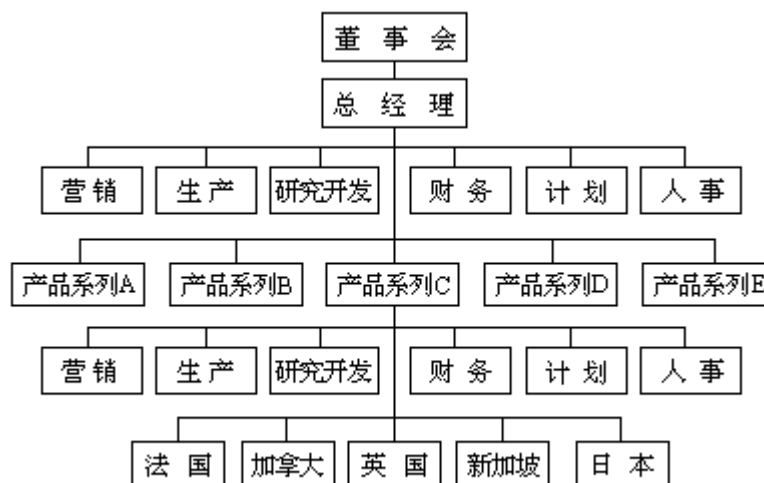 董 事 会
总 经 理
营 销 生 产 研究开发 财 务 计 划 人 事
产品系列A 产品系列B 产品系列C 产品系列D 产品系列E
营 销 生 产 研究开发 财 务 计 划 人 事
法 国 加拿大 英 国 新加坡 日 本